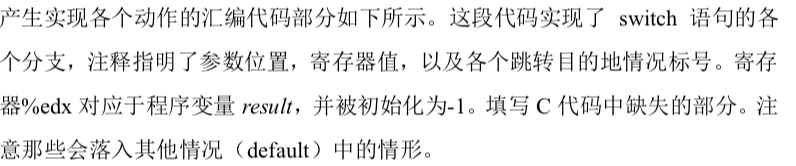 产生实现各个动作的汇编代码部分如下所示。这段代码实现了 switch 语句的各
个分支，注释指明了参数位置，寄存器值，以及各个跳转目的地情况标号。寄存
器%edx 对应于程序变量 result，并被初始化为-1。填写 C 代码中缺失的部分。注
意那些会落入其他情况（default）中的情形。